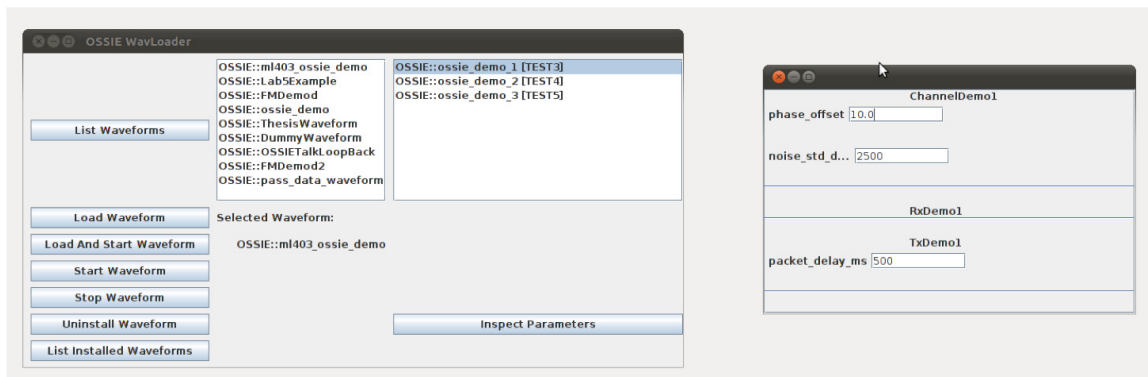 OSSIE WavLoader
List Waveforms
OSSIE::ml403_ossie_demo
OSSIE::Lab5Example
OSSIE::FMDemod
OSSIE::ossie_demo
OSSIE::ThesisWaveform
OSSIE::DummyWaveform
OSSIE::OSSIETalkLoopBack
OSSIE::FMDemod2
OSSIE::pass_data_waveform
OSSIE::ossie_demo_1 [TEST3]
OSSIE::ossie_demo_2 [TEST4]
OSSIE::ossie_demo_3 [TEST5]
Load Waveform
Selected Waveform:
Load And Start Waveform
OSSIE::ml403_ossie_demo
Start Waveform
Stop Waveform
Uninstall Waveform
Inspect Parameters
List Installed Waveforms
ChannelDemo1
phase_offset 10.0
noise_std_d... 2500
RxDemo1
TxDemo1
packet_delay_ms 500